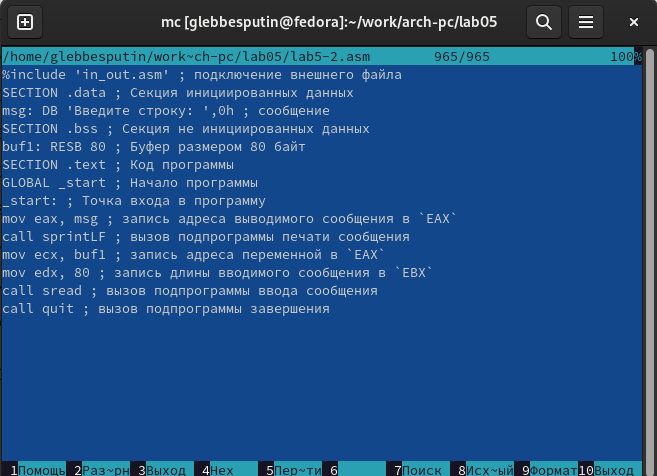 mc [glebbesputin@fedora]:~/work/arch-pc/lab05
/home/glebbesputin/work~ch-pc/lab05/lab5-2.asm 965/965 100%
%include 'in_out.asm' ; подключение внешнего файла
SECTION .data ; Секция инициированных данных
msg: DB 'Введите строку: ',0h ; сообщение
SECTION .bss ; Секция не инициированных данных
buf1: RESB 80 ; Буфер размером 80 байт
SECTION .text ; Код программы
GLOBAL _start ; Начало программы
_start: ; Точка входа в программу
mov eax, msg ; запись адреса выводимого сообщения в `EAX`
call sprintLF ; вызов подпрограммы печати сообщения
mov ecx, buf1 ; запись адреса переменной в `EAX`
mov edx, 80 ; запись длины вводимого сообщения в `EBX`
call sread ; вызов подпрограммы ввода сообщения
call quit ; вызов подпрограммы завершения
1Помощь 2Раз~рн 3Выход 4Hex 5Пер~ти 6 7Поиск 8Исх~ый 9Формат 10Выход